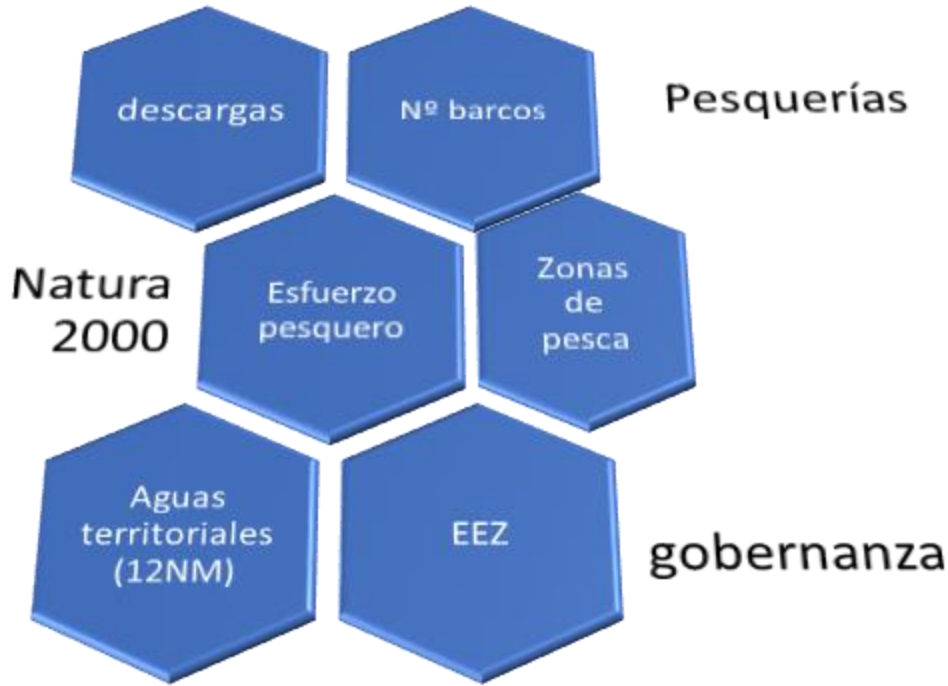 descargas
Nº barcos
Pesquerías
Natura
2000
Esfuerzo
pesquero
Zonas
de
pesca
Aguas
territoriales
(12NM)
EEZ
gobernanza